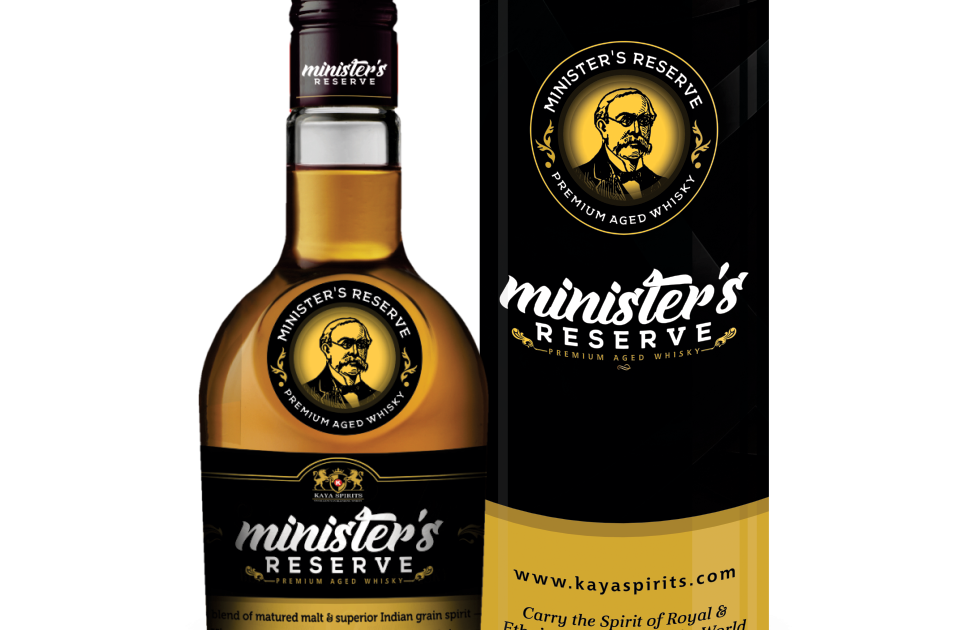 minister's
RESERVE
MINISTER'S RESERVE
PREMIUM AGED WHISKY
KAYA SPIRITS
minister's
RESERVE
PREMIUM AGED WHISKY
blend of matured malt & superior Indian grain spirit
MINISTER'S RESERVE
PREMIUM AGED WHISKY
minister's
RESERVE
PREMIUM AGED WHISKY
www.kayaspirits.com
Carry the Spirit of Royal &
World